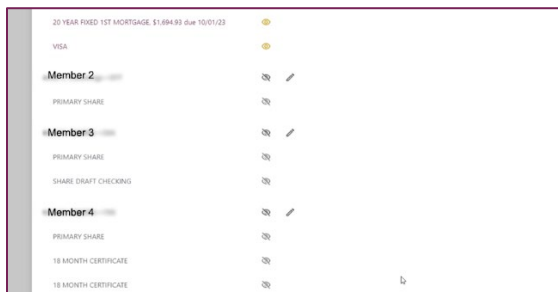 20 YEAR FIXED 1ST MORTGAGE, $1,694.93 due 10/01/23
VISA
Member 2
PRIMARY SHARE
Member 3
PRIMARY SHARE
SHARE DRAFT CHECKING
Member 4
PRIMARY SHARE
18 MONTH CERTIFICATE
18 MONTH CERTIFICATE